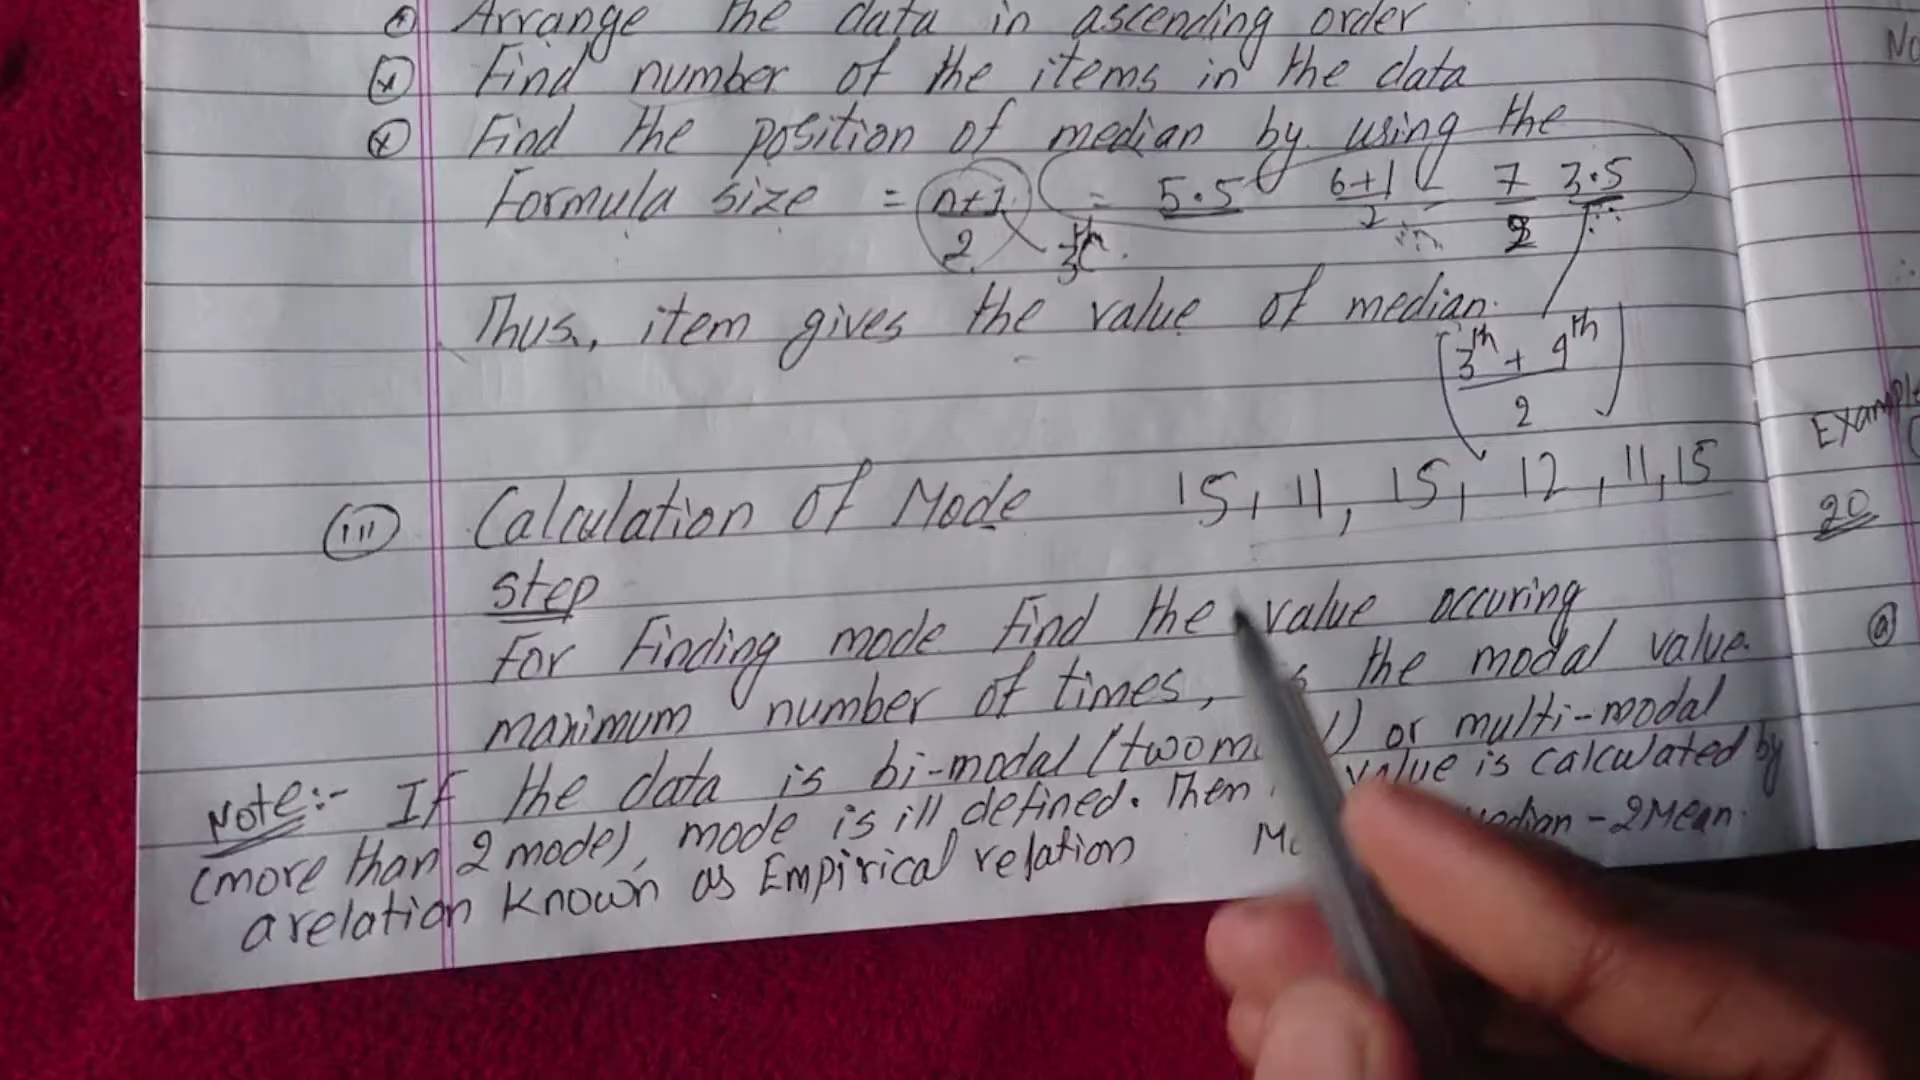 Arrange the data in ascending order
Find number of the items in the data
Find the position of median by using the
Formula size = n+1/2 th = 5.5 6+1/2 = 7/2 3.5
Thus, item gives the value of median.
3th + 4th / 2
(iii) Calculation of Mode 15, 11, 15, 12, 11, 15
step
For Finding mode find the value occuring
maximum number of times, the modal value.
Note:- If the data is bi-modal (two or multi-modal
(more than 2 mode), mode is ill defined. Then value is calculated by
a relation known as Empirical relation - 2Mean.
Example
20
(a)